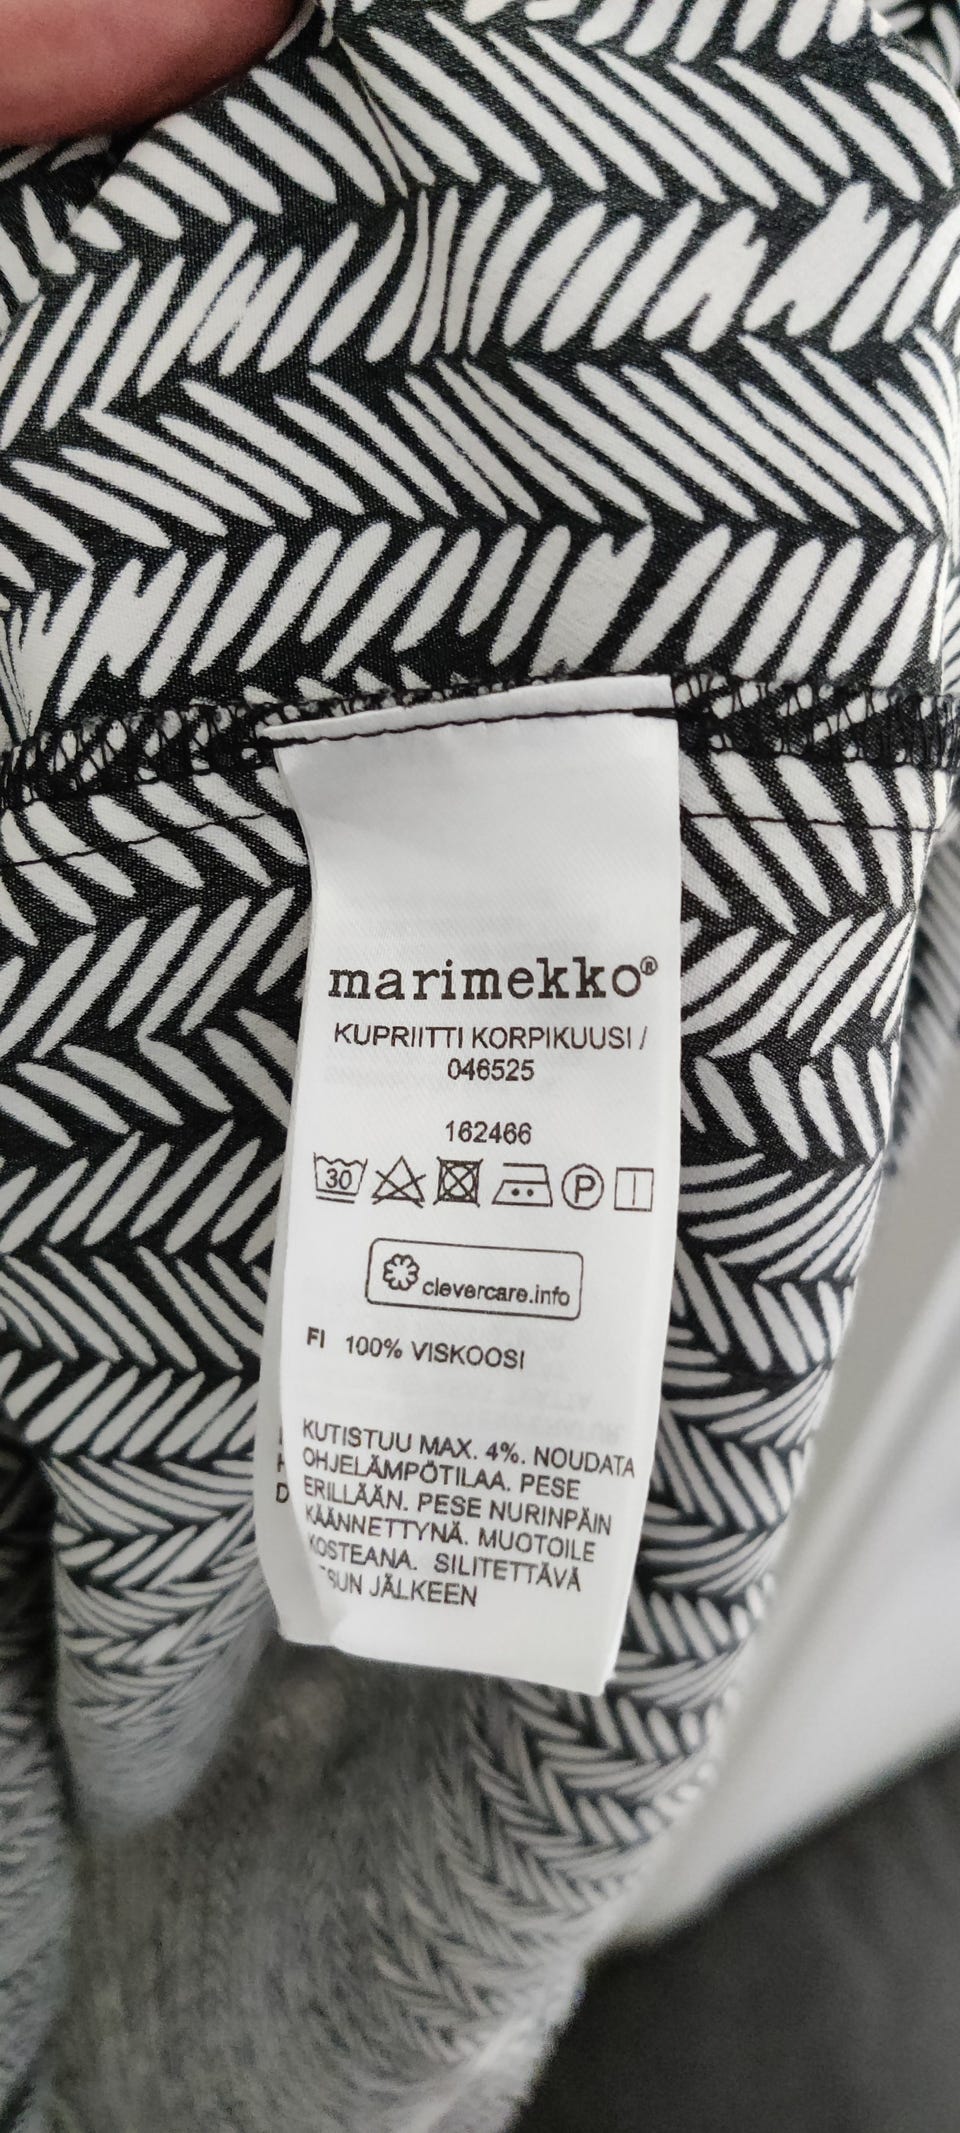 marimekko®
KUPRIITTI KORPIKUUSI /
046525
162466
30
P
clevercare.info
FI 100% VISKOOSI
KUTISTUU MAX. 4%. NOUDATA
OHJELÄMPÖTILAA. PESE
ERILLÄÄN. PESE NURINPÄIN
KÄÄNNETTYNÄ. MUOTOILE
KOSTEANA. SILITETTÄVÄ
JÄLKEEN